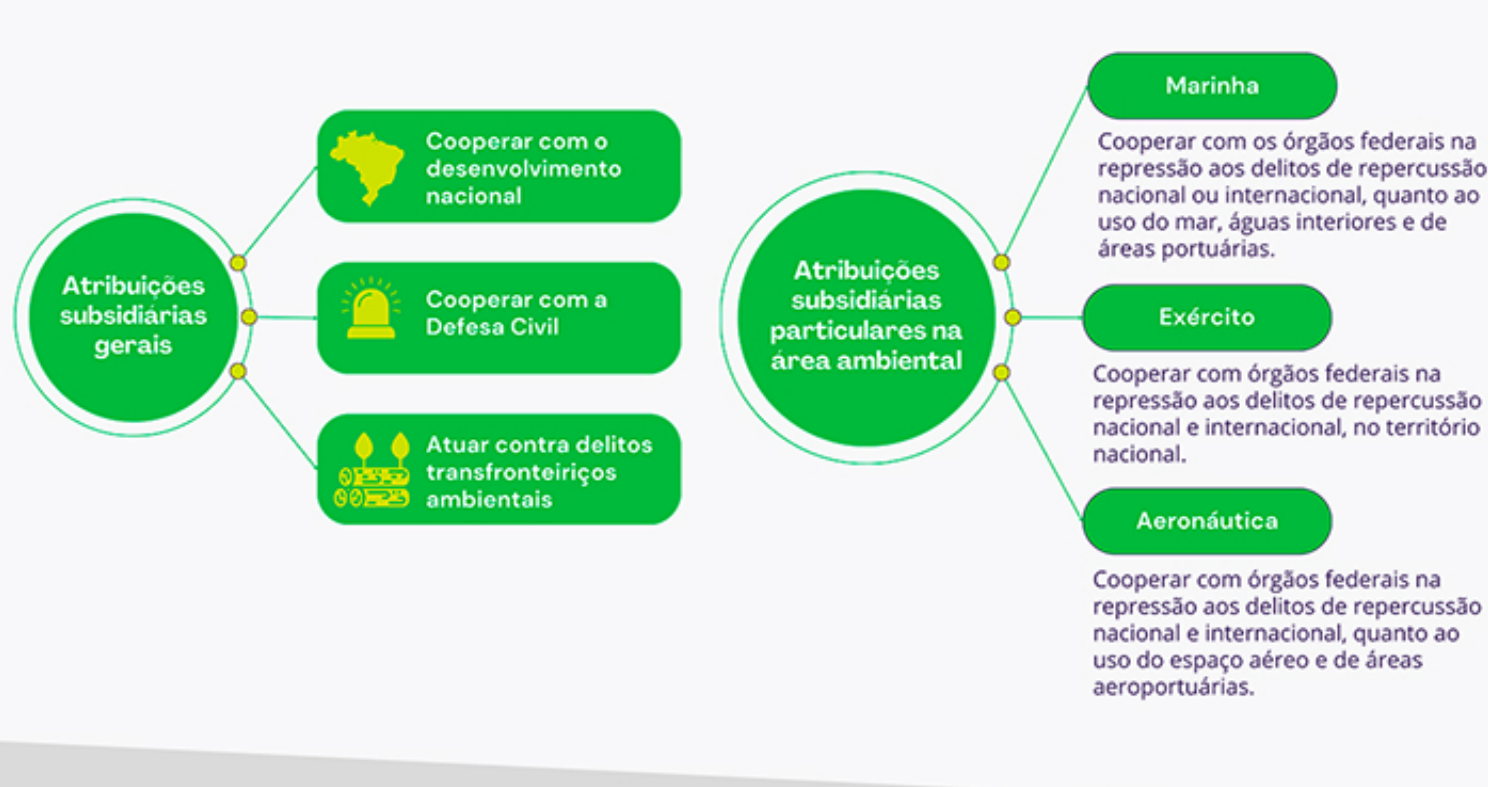 Atribuições
subsidiárias
gerais
Cooperar com o
desenvolvimento
nacional
Cooperar com a
Defesa Civil
Atuar contra delitos
transfronteiriços
ambientais
Atribuições
subsidiárias
particulares na
área ambiental
Marinha
Cooperar com os órgãos federais na
repressão aos delitos de repercussão
nacional ou internacional, quanto ao
uso do mar, águas interiores e de
áreas portuárias.
Exército
Cooperar com órgãos federais na
repressão aos delitos de repercussão
nacional e internacional, no território
nacional.
Aeronáutica
Cooperar com órgãos federais na
repressão aos delitos de repercussão
nacional e internacional, quanto ao
uso do espaço aéreo e de áreas
aeroportuárias.